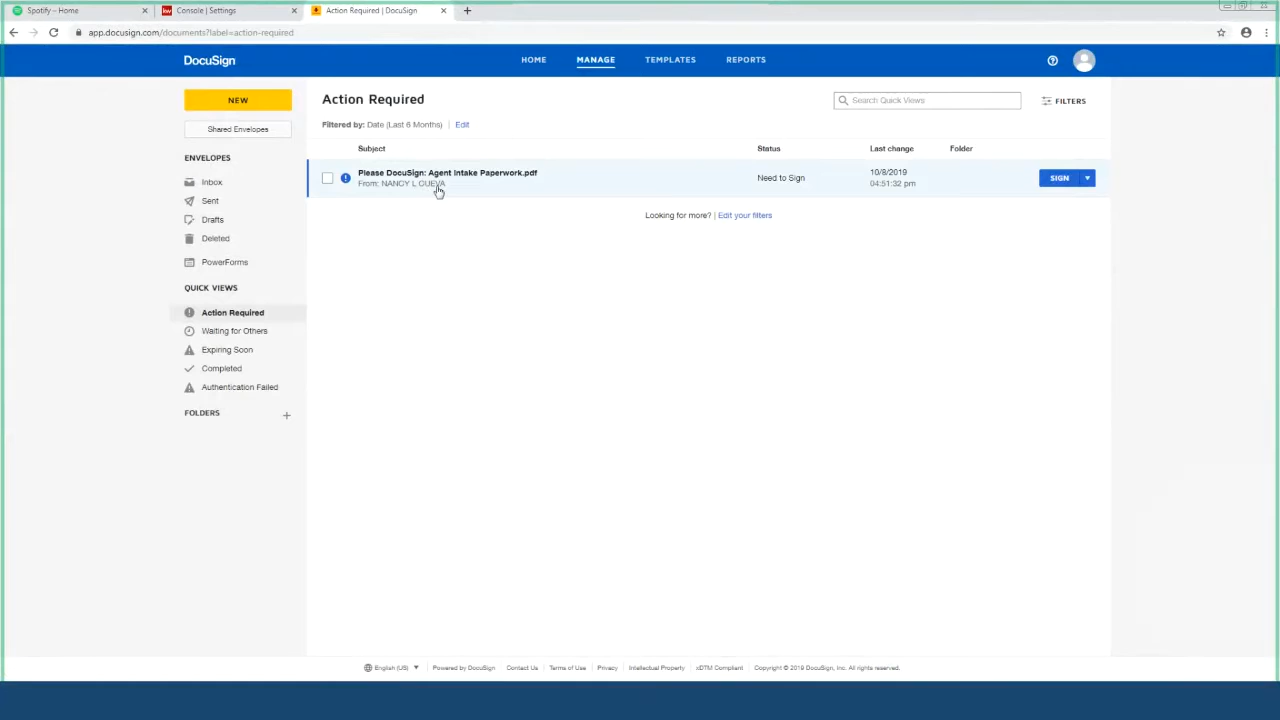 Spotify – Home
Console | Settings
Action Required | DocuSign
app.docusign.com/documents?label=action-required
DocuSign
HOME
MANAGE
TEMPLATES
REPORTS
NEW
Shared Envelopes
ENVELOPES
Inbox
Sent
Drafts
Deleted
PowerForms
QUICK VIEWS
Action Required
Waiting for Others
Expiring Soon
Completed
Authentication Failed
FOLDERS
Action Required
Search Quick Views
FILTERS
Filtered by: Date (Last 6 Months) | Edit
Subject Status Last change Folder
Please DocuSign: Agent Intake Paperwork.pdf
From: NANCY L CUEVA
Need to Sign
10/8/2019
04:51:32 pm
SIGN
Looking for more? | Edit your filters
English (US) Powered by DocuSign Contact Us Terms of Use Privacy Intellectual Property xDTM Compliant Copyright © 2019 DocuSign, Inc. All rights reserved.